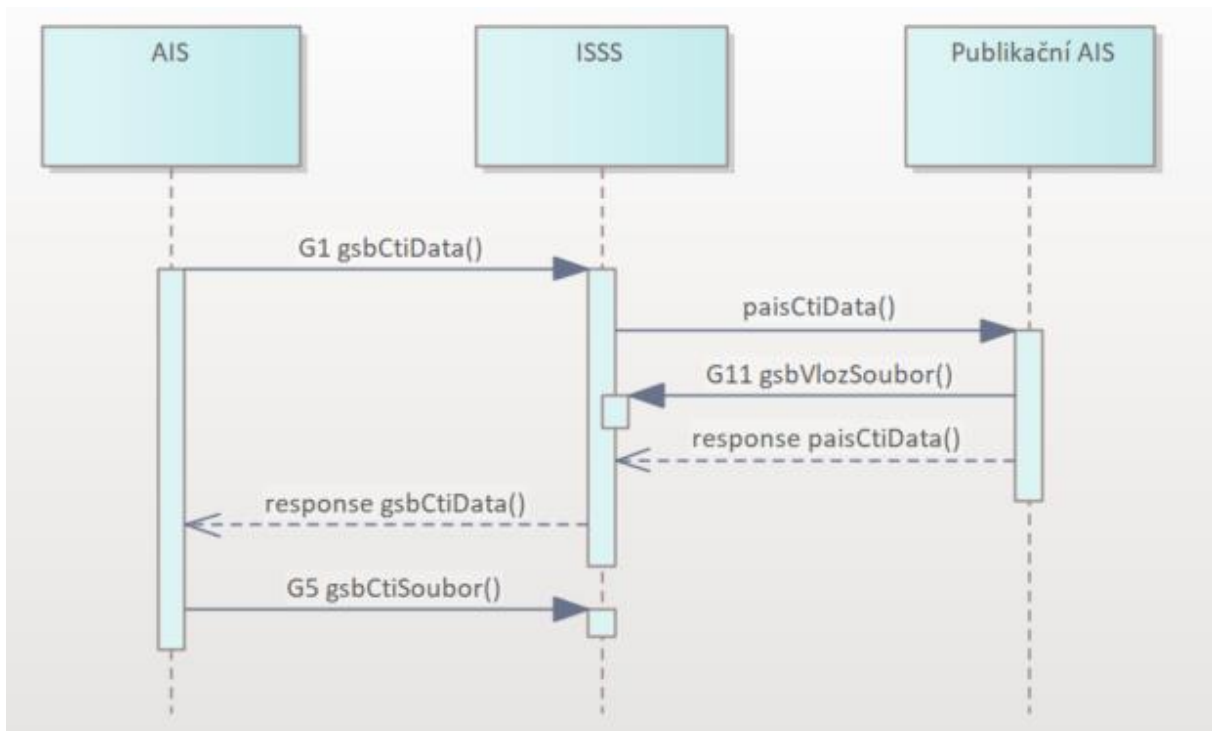 AIS
ISSS
Publikační AIS
G1 gsbCtiData()
paisCtiData()
G11 gsbVlozSoubor()
response paisCtiData()
response gsbCtiData()
G5 gsbCtiSoubor()